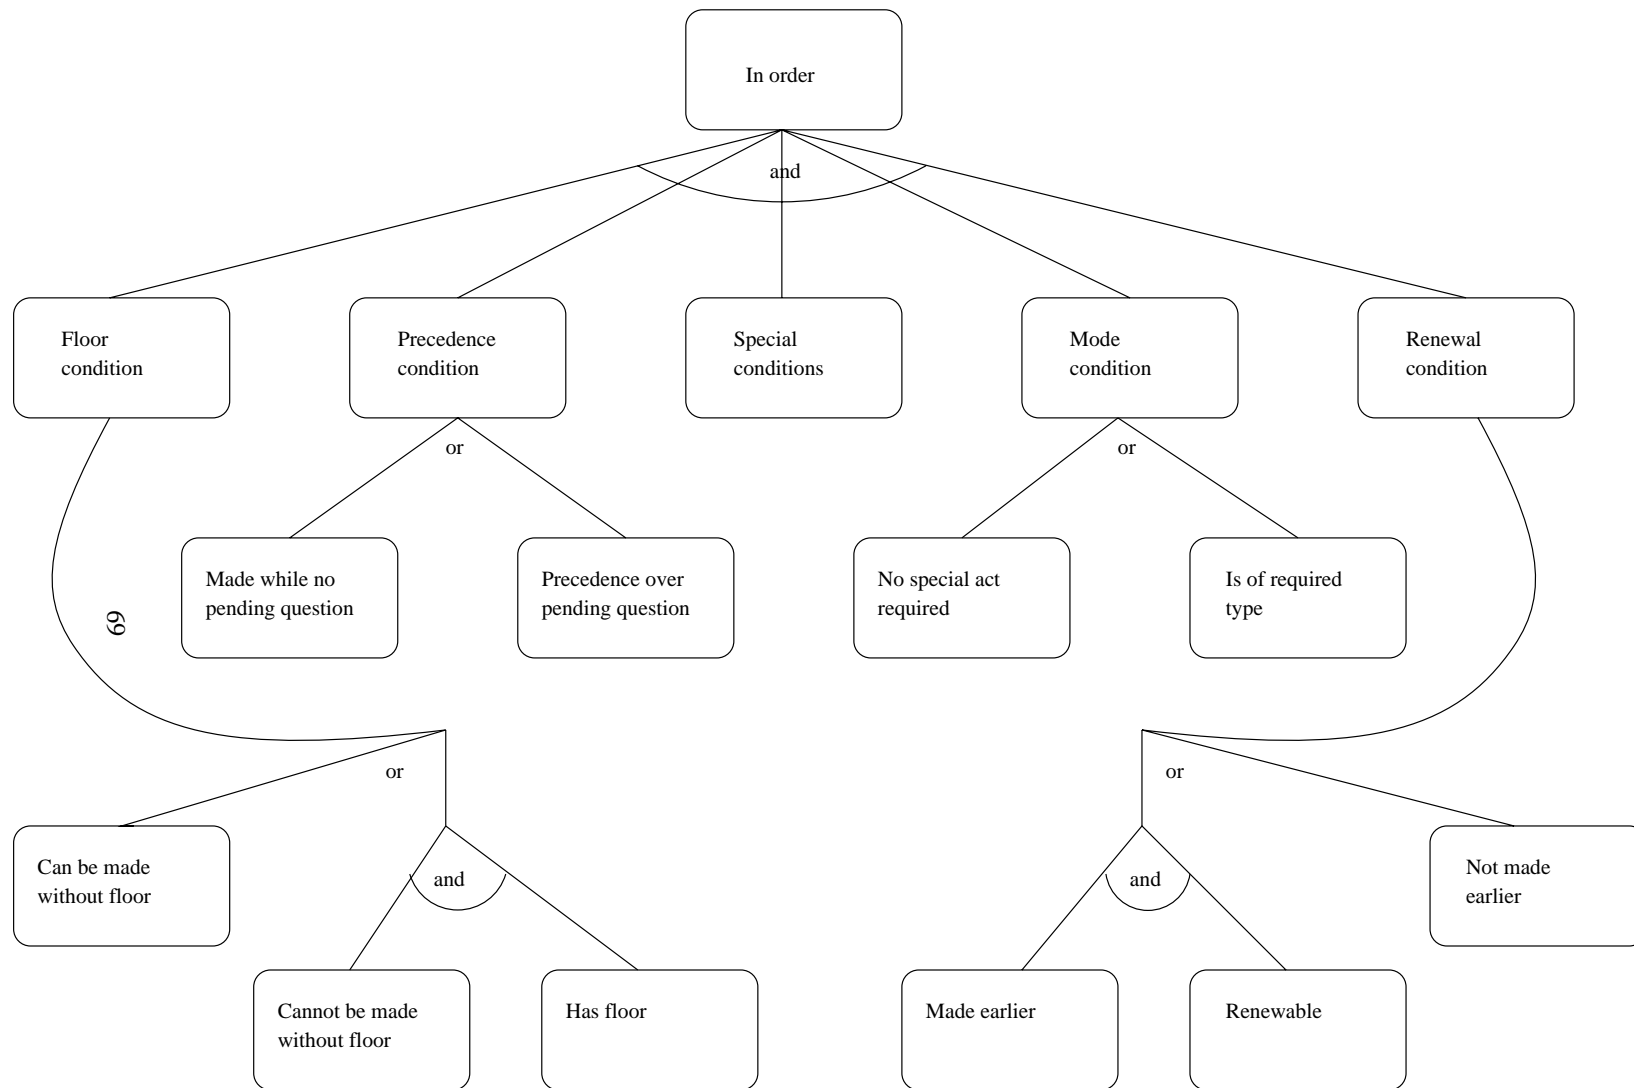 In order
and
Floor
condition
Precedence
condition
Special
conditions
Mode
condition
Renewal
condition
or
or
Made while no
pending question
Precedence over
pending question
No special act
required
Is of required
type
69
or
or
Can be made
without floor
and
and
Not made
earlier
Cannot be made
without floor
Has floor
Made earlier
Renewable